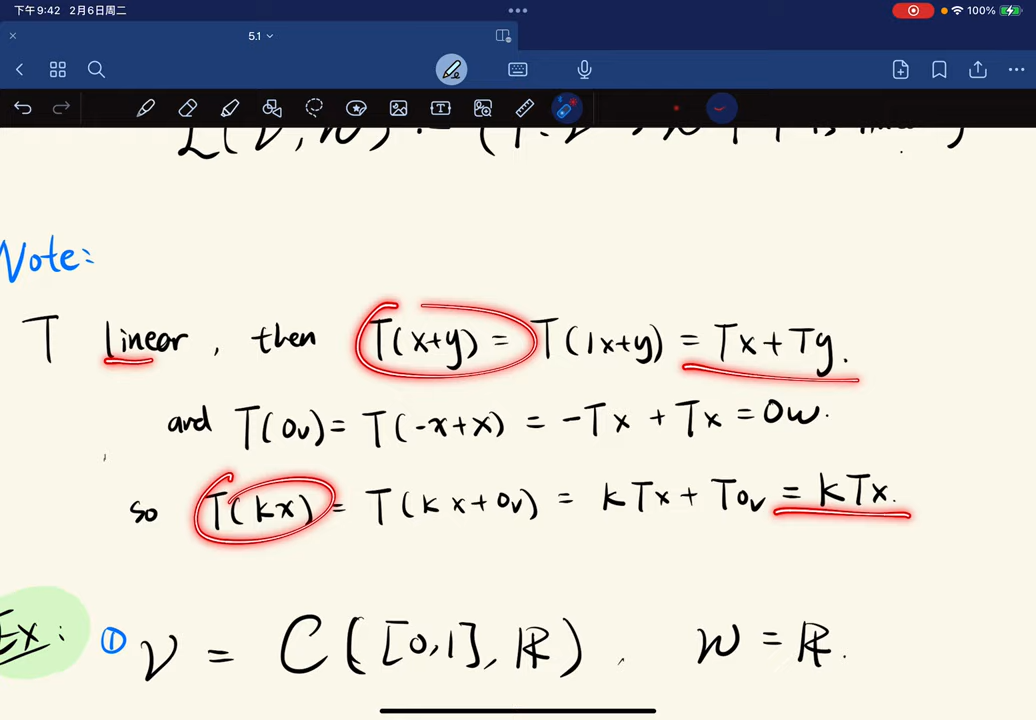 下午9:42 2月6日周二
100%
5.1
Note:
T linear, then T(x+y) = T(1x+y) = Tx+Ty.
and T(0v) = T(-x+x) = -Tx + Tx = 0w.
so T(kx) = T(kx+0v) = kTx + T0v = kTx.
Ex: ① V = C([0,1], ℝ), W = ℝ.